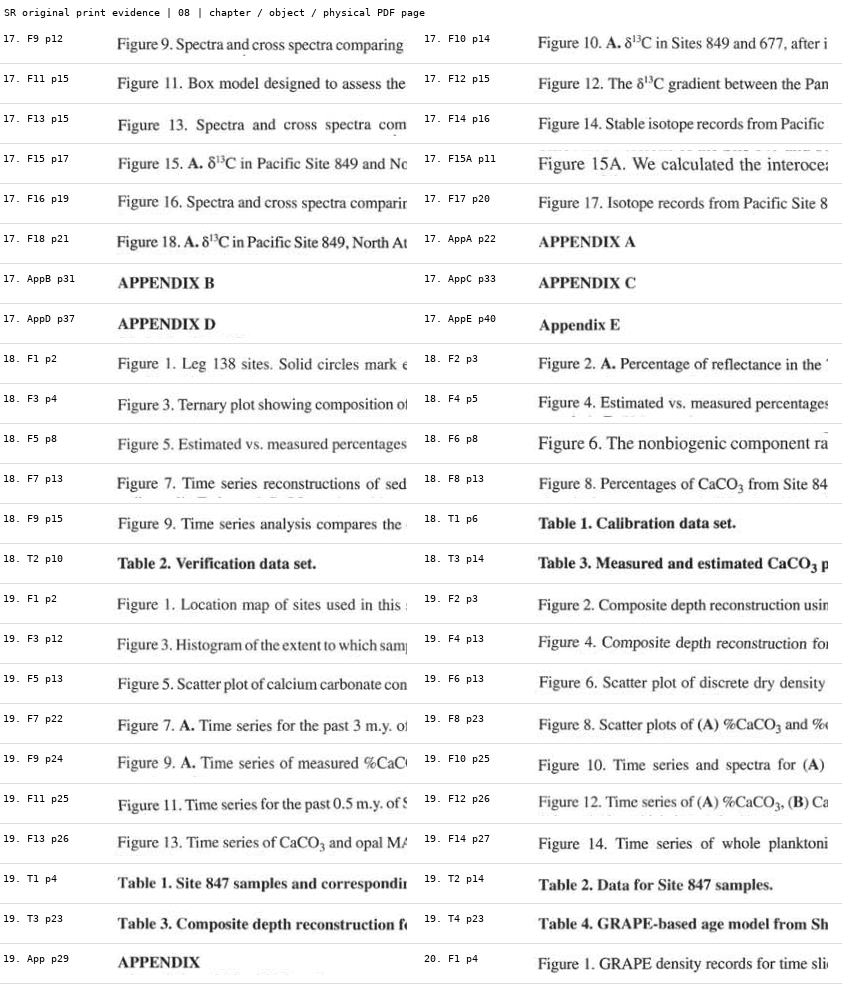 SR original print evidence | 08 | chapter / object / physical PDF page
17. F9 p12 Figure 9. Spectra and cross spectra comparing
17. F10 p14 Figure 10. A. δ¹³C in Sites 849 and 677, after i
17. F11 p15 Figure 11. Box model designed to assess the
17. F12 p15 Figure 12. The δ¹³C gradient between the Pan
17. F13 p15 Figure 13. Spectra and cross spectra com
17. F14 p16 Figure 14. Stable isotope records from Pacific
17. F15 p17 Figure 15. A. δ¹³C in Pacific Site 849 and No
17. F15A p11 Figure 15A. We calculated the interocea
17. F16 p19 Figure 16. Spectra and cross spectra comparin
17. F17 p20 Figure 17. Isotope records from Pacific Site 8
17. F18 p21 Figure 18. A. δ¹³C in Pacific Site 849, North At
17. AppA p22 APPENDIX A
17. AppB p31 APPENDIX B
17. AppC p33 APPENDIX C
17. AppD p37 APPENDIX D
17. AppE p40 Appendix E
18. F1 p2 Figure 1. Leg 138 sites. Solid circles mark e
18. F2 p3 Figure 2. A. Percentage of reflectance in the
18. F3 p4 Figure 3. Ternary plot showing composition of
18. F4 p5 Figure 4. Estimated vs. measured percentages
18. F5 p8 Figure 5. Estimated vs. measured percentages
18. F6 p8 Figure 6. The nonbiogenic component ra
18. F7 p13 Figure 7. Time series reconstructions of sed
18. F8 p13 Figure 8. Percentages of CaCO₃ from Site 84
18. F9 p15 Figure 9. Time series analysis compares the
18. T1 p6 Table 1. Calibration data set.
18. T2 p10 Table 2. Verification data set.
18. T3 p14 Table 3. Measured and estimated CaCO₃ p
19. F1 p2 Figure 1. Location map of sites used in this
19. F2 p3 Figure 2. Composite depth reconstruction usin
19. F3 p12 Figure 3. Histogram of the extent to which sam
19. F4 p13 Figure 4. Composite depth reconstruction for
19. F5 p13 Figure 5. Scatter plot of calcium carbonate con
19. F6 p13 Figure 6. Scatter plot of discrete dry density
19. F7 p22 Figure 7. A. Time series for the past 3 m.y. of
19. F8 p23 Figure 8. Scatter plots of (A) %CaCO₃ and %
19. F9 p24 Figure 9. A. Time series of measured %CaC
19. F10 p25 Figure 10. Time series and spectra for (A)
19. F11 p25 Figure 11. Time series for the past 0.5 m.y. of S
19. F12 p26 Figure 12. Time series of (A) %CaCO₃, (B) Ca
19. F13 p26 Figure 13. Time series of CaCO₃ and opal MA
19. F14 p27 Figure 14. Time series of whole planktoni
19. T1 p4 Table 1. Site 847 samples and correspondin
19. T2 p14 Table 2. Data for Site 847 samples.
19. T3 p23 Table 3. Composite depth reconstruction fo
19. T4 p23 Table 4. GRAPE-based age model from Sh
19. App p29 APPENDIX
20. F1 p4 Figure 1. GRAPE density records for time slic